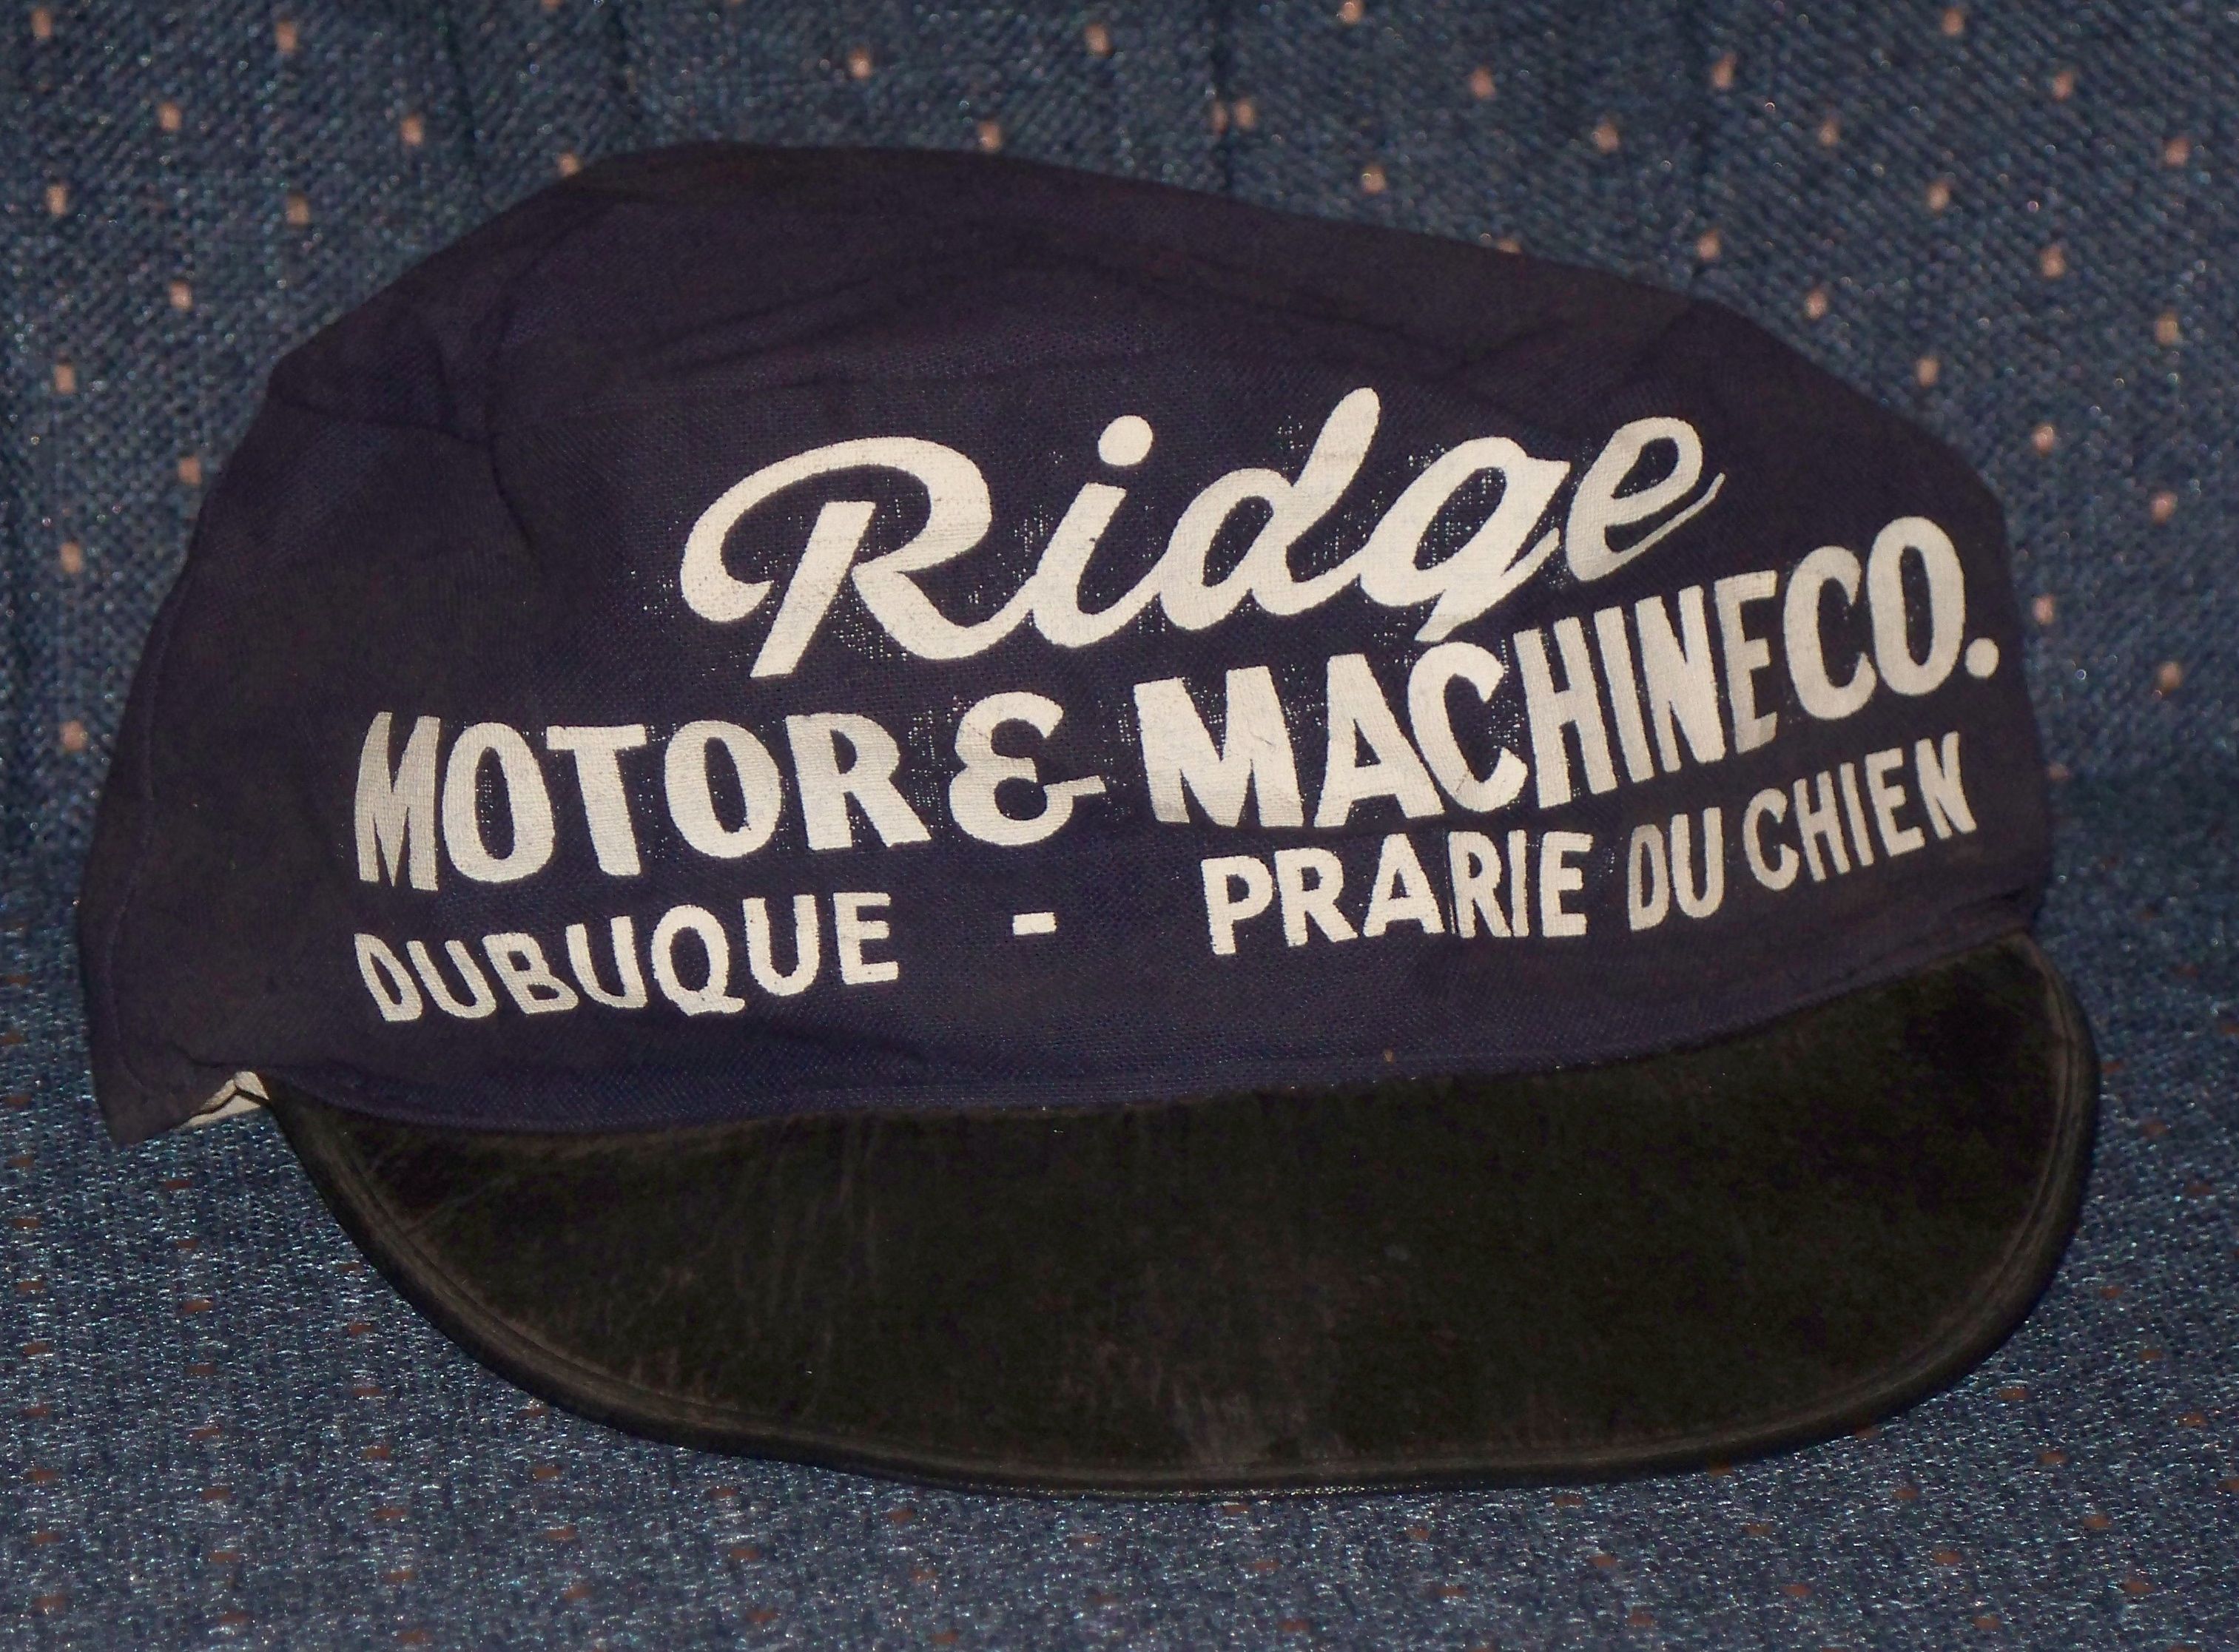 Ridge
MOTOR & MACHINE CO.
DUBUQUE - PRARIE DU CHIEN